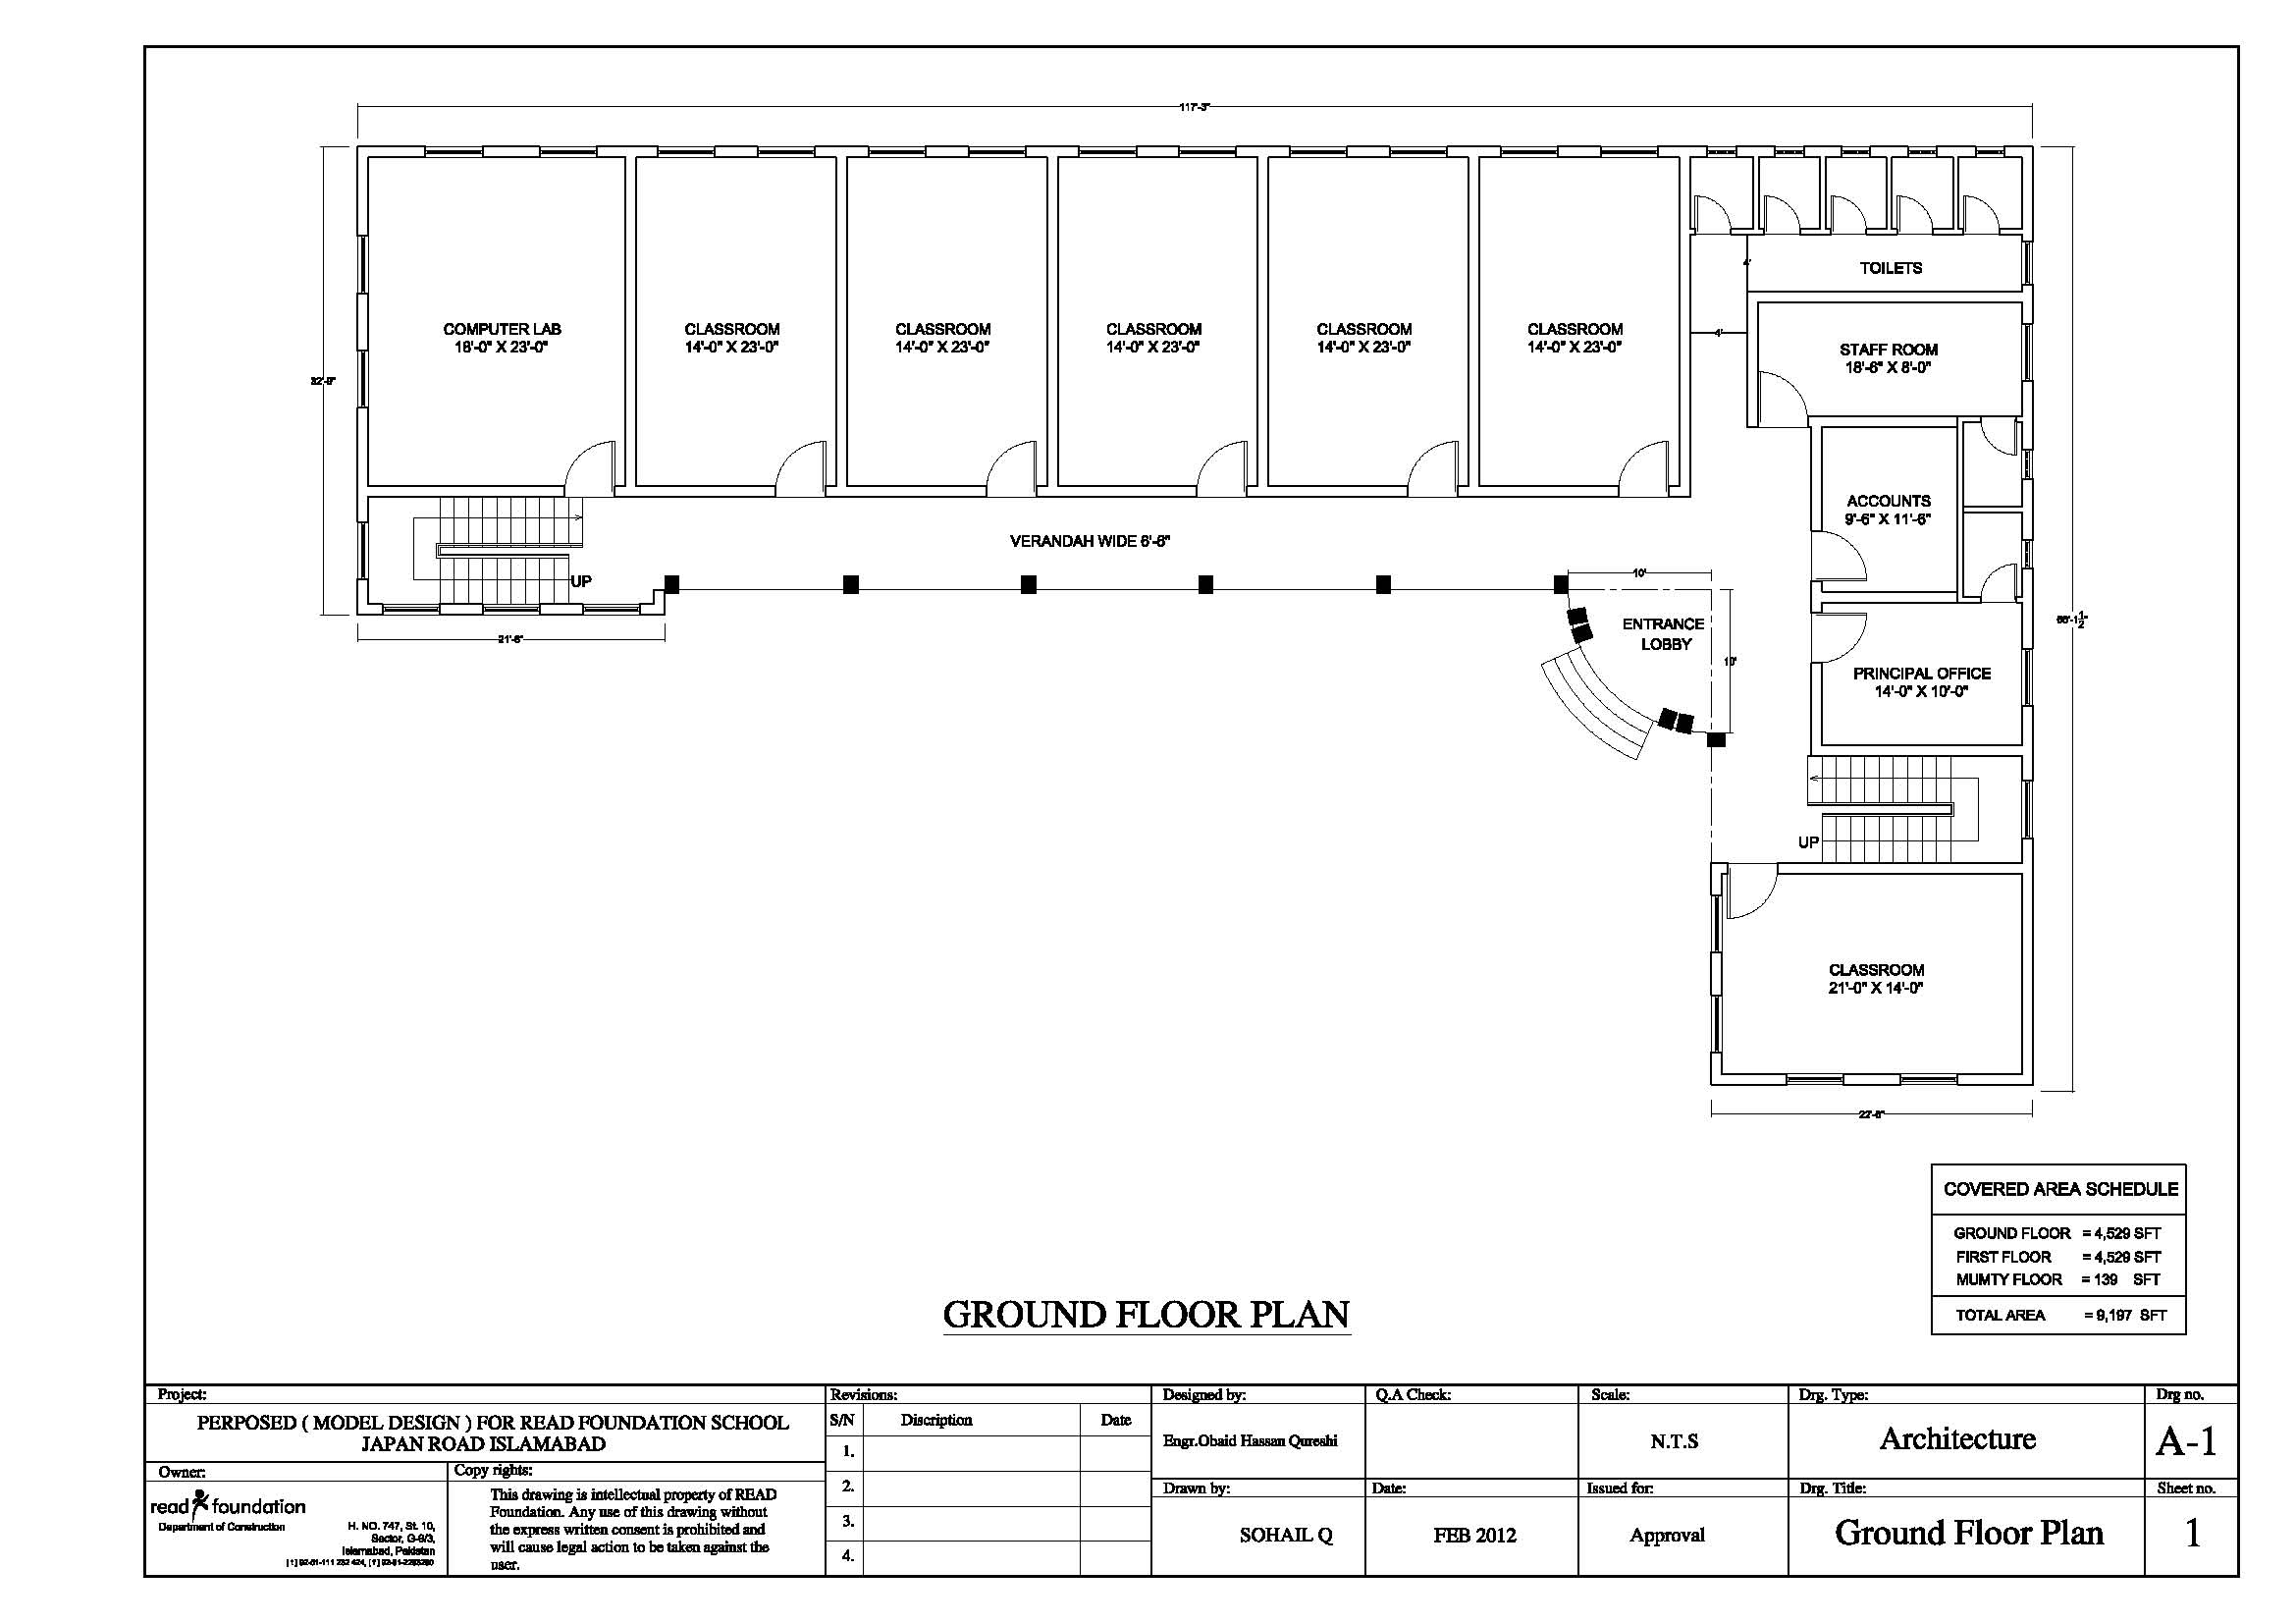 117'-3"
COMPUTER LAB
18'-0" X 23'-0"
CLASSROOM
14'-0" X 23'-0"
CLASSROOM
14'-0" X 23'-0"
CLASSROOM
14'-0" X 23'-0"
CLASSROOM
14'-0" X 23'-0"
CLASSROOM
14'-0" X 23'-0"
4'
TOILETS
4'
STAFF ROOM
18'-6" X 8'-0"
32'-9"
ACCOUNTS
9'-6" X 11'-6"
VERANDAH WIDE 6'-6"
UP
10'
ENTRANCE
LOBBY
10'
21'-6"
PRINCIPAL OFFICE
14'-0" X 10'-0"
UP
CLASSROOM
21'-0" X 14'-0"
22'-6"
COVERED AREA SCHEDULE
GROUND FLOOR = 4,529 SFT
FIRST FLOOR = 4,529 SFT
MUMTY FLOOR = 139 SFT
TOTAL AREA = 9,197 SFT
GROUND FLOOR PLAN
Project:
PERPOSED ( MODEL DESIGN ) FOR READ FOUNDATION SCHOOL
JAPAN ROAD ISLAMABAD
Owner:
read foundation
Department of Construction
H. NO. 747, St. 10,
Sector, G-9/3,
Islamabad, Pakistan
Copy rights:
This drawing is intellectual property of READ
Foundation. Any use of this drawing without
the express written consent is prohibited and
will cause legal action to be taken against the
user.
Revisions:
S/N Discription Date
1.
2.
3.
4.
Designed by:
Engr.Obaid Hassan Qureshi
Drawn by:
SOHAIL Q
Q.A Check:
Date:
FEB 2012
Scale:
N.T.S
Issued for:
Approval
Drg. Type:
Architecture
Drg. Title:
Ground Floor Plan
Drg no.
A-1
Sheet no.
1